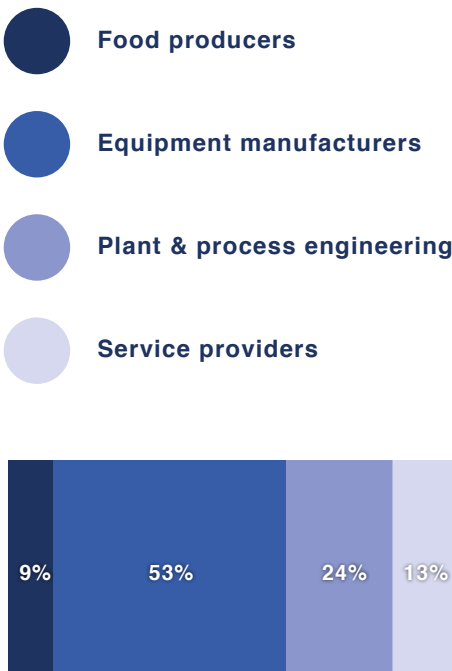 Food producers
Equipment manufacturers
Plant & process engineering
Service providers
9% 53% 24% 13%